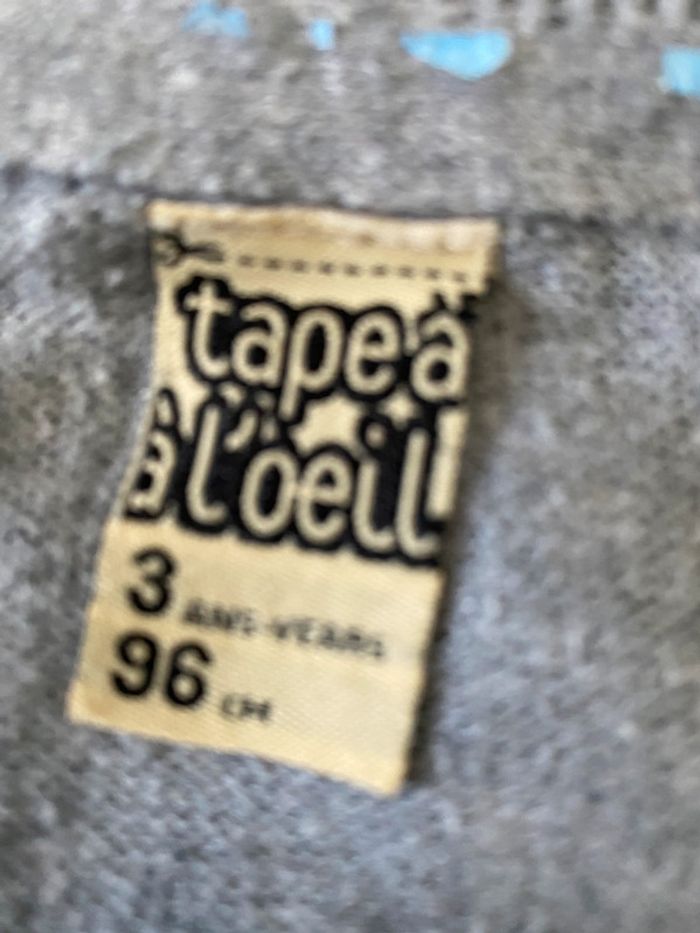 tape à
à l'oeil
3 ANS-YEARS
96 CM